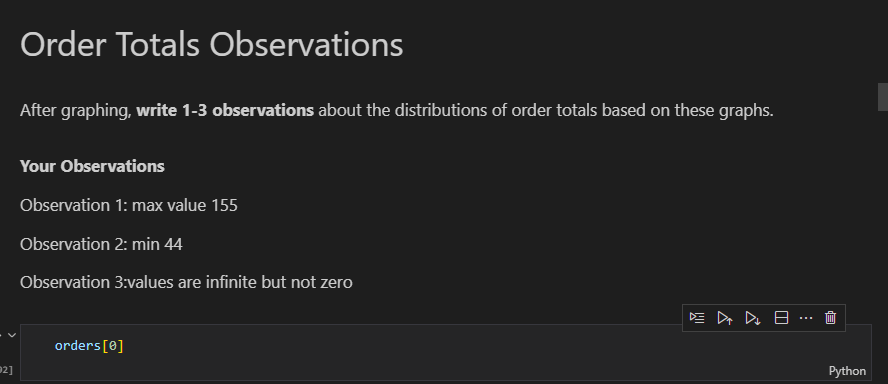 Order Totals Observations
After graphing, write 1-3 observations about the distributions of order totals based on these graphs.
Your Observations
Observation 1: max value 155
Observation 2: min 44
Observation 3:values are infinite but not zero
orders[0]
92]
Python